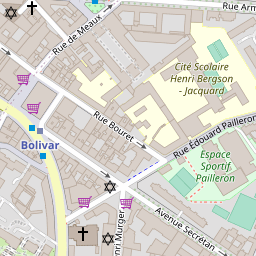 Rue de Meaux
Rue Arm
Cité Scolaire
Henri Bergson
- Jacquard
Rue Bouret
Rue Édouard Pailleron
Bolivar
Espace
Sportif
Pailleron
Avenue Secrétan
nri Murger